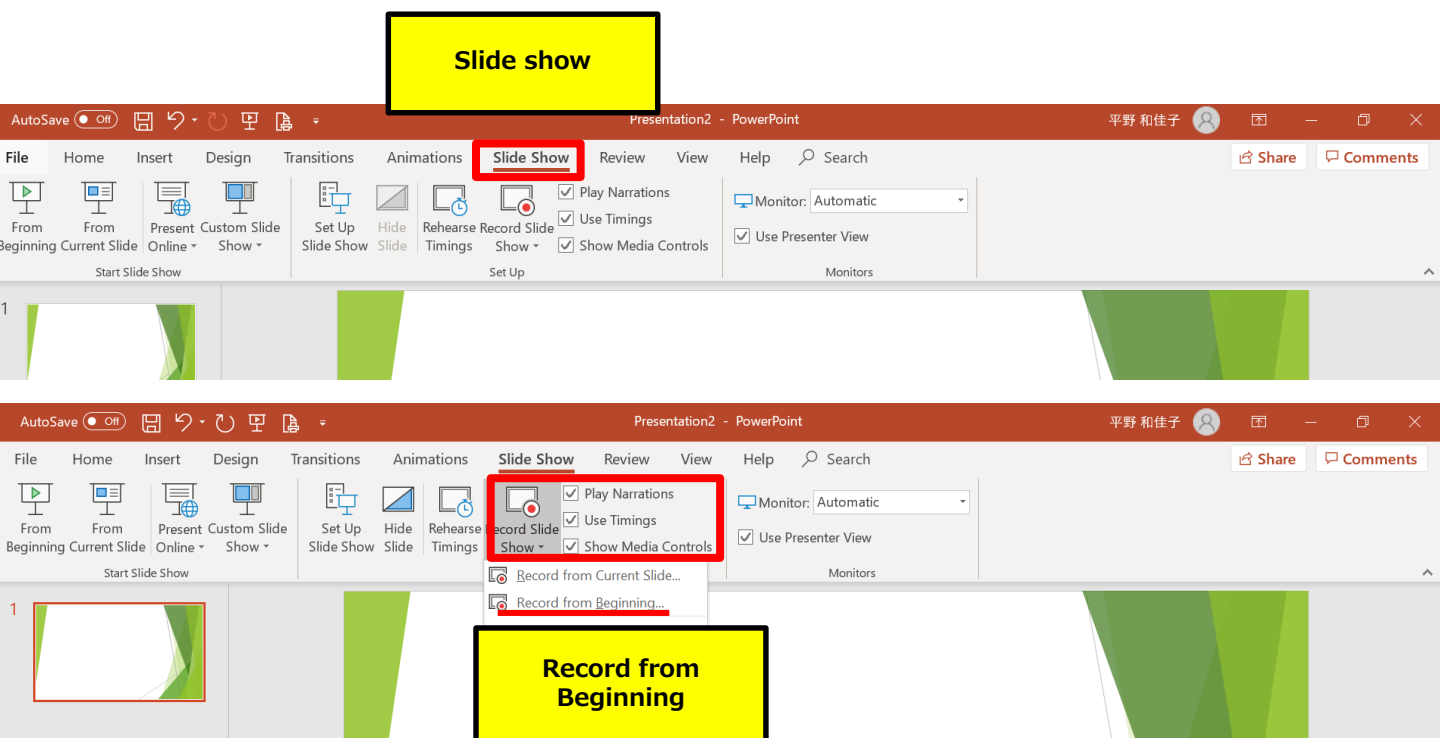 Slide show
AutoSave Off Presentation2 - PowerPoint 平野 和佳子
File Home Insert Design Transitions Animations Slide Show Review View Help Search Share Comments
From Beginning From Current Slide Present Online Custom Slide Show Set Up Slide Show Hide Slide Rehearse Timings Record Slide Show
Play Narrations
Use Timings
Show Media Controls
Monitor: Automatic
Use Presenter View
Start Slide Show Set Up Monitors
1
AutoSave Off Presentation2 - PowerPoint 平野 和佳子
File Home Insert Design Transitions Animations Slide Show Review View Help Search Share Comments
From Beginning From Current Slide Present Online Custom Slide Show Set Up Slide Show Hide Slide Rehearse Timings Record Slide Show
Play Narrations
Use Timings
Show Media Controls
Monitor: Automatic
Use Presenter View
Start Slide Show Monitors
Record from Current Slide...
Record from Beginning...
1
Record from
Beginning